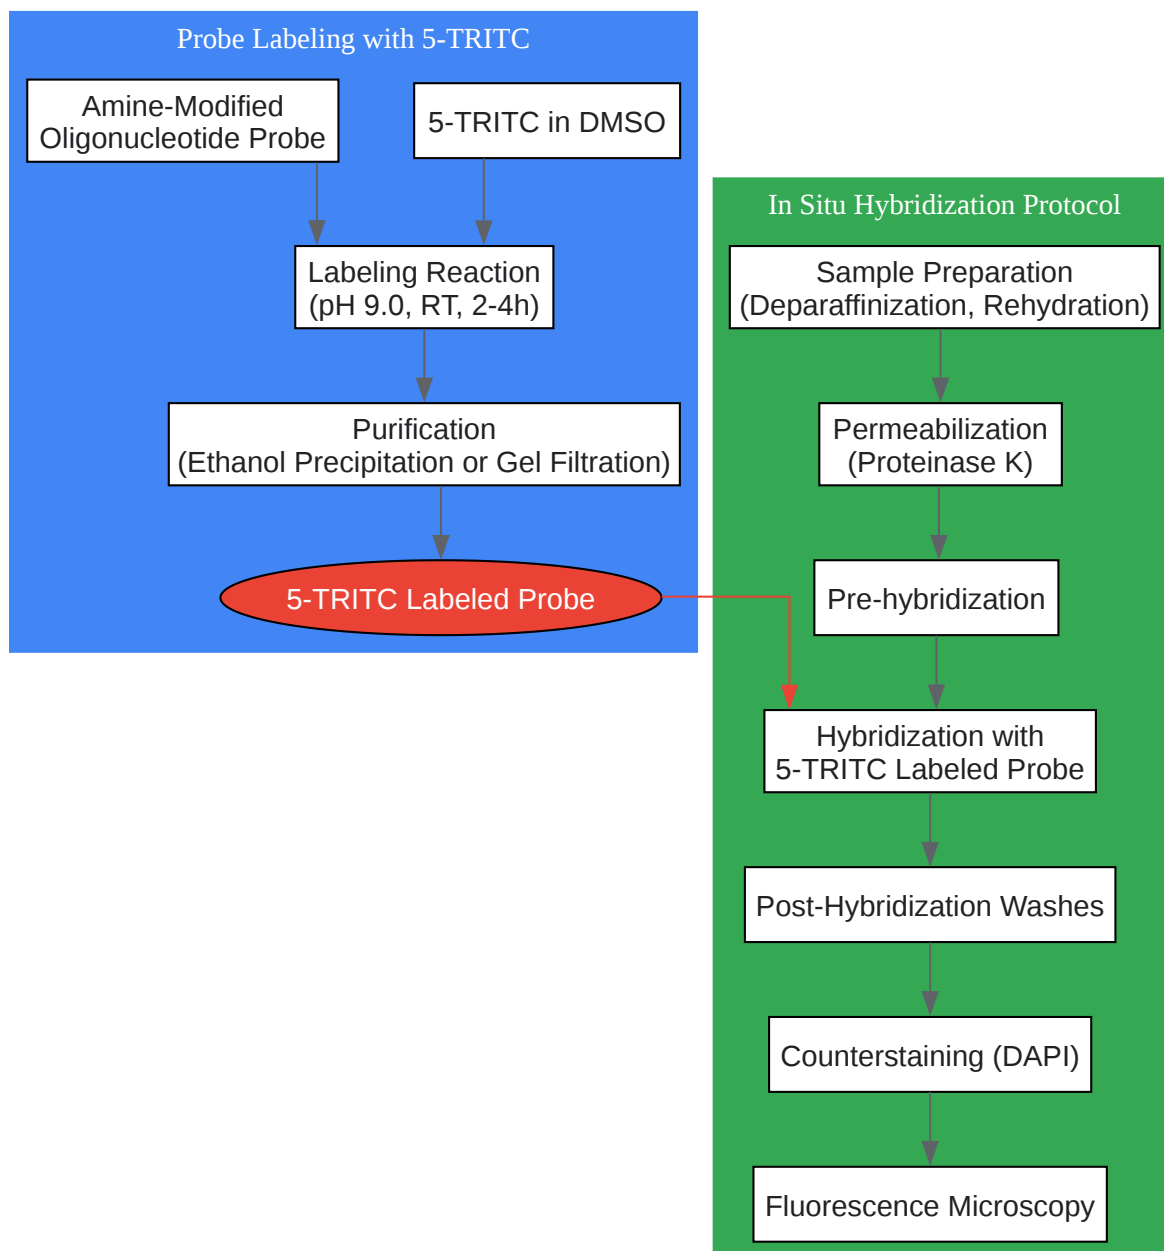 Probe Labeling with 5-TRITC
Amine-Modified
Oligonucleotide Probe
5-TRITC in DMSO
Labeling Reaction
(pH 9.0, RT, 2-4h)
Purification
(Ethanol Precipitation or Gel Filtration)
5-TRITC Labeled Probe
In Situ Hybridization Protocol
Sample Preparation
(Deparaffinization, Rehydration)
Permeabilization
(Proteinase K)
Pre-hybridization
Hybridization with
5-TRITC Labeled Probe
Post-Hybridization Washes
Counterstaining (DAPI)
Fluorescence Microscopy